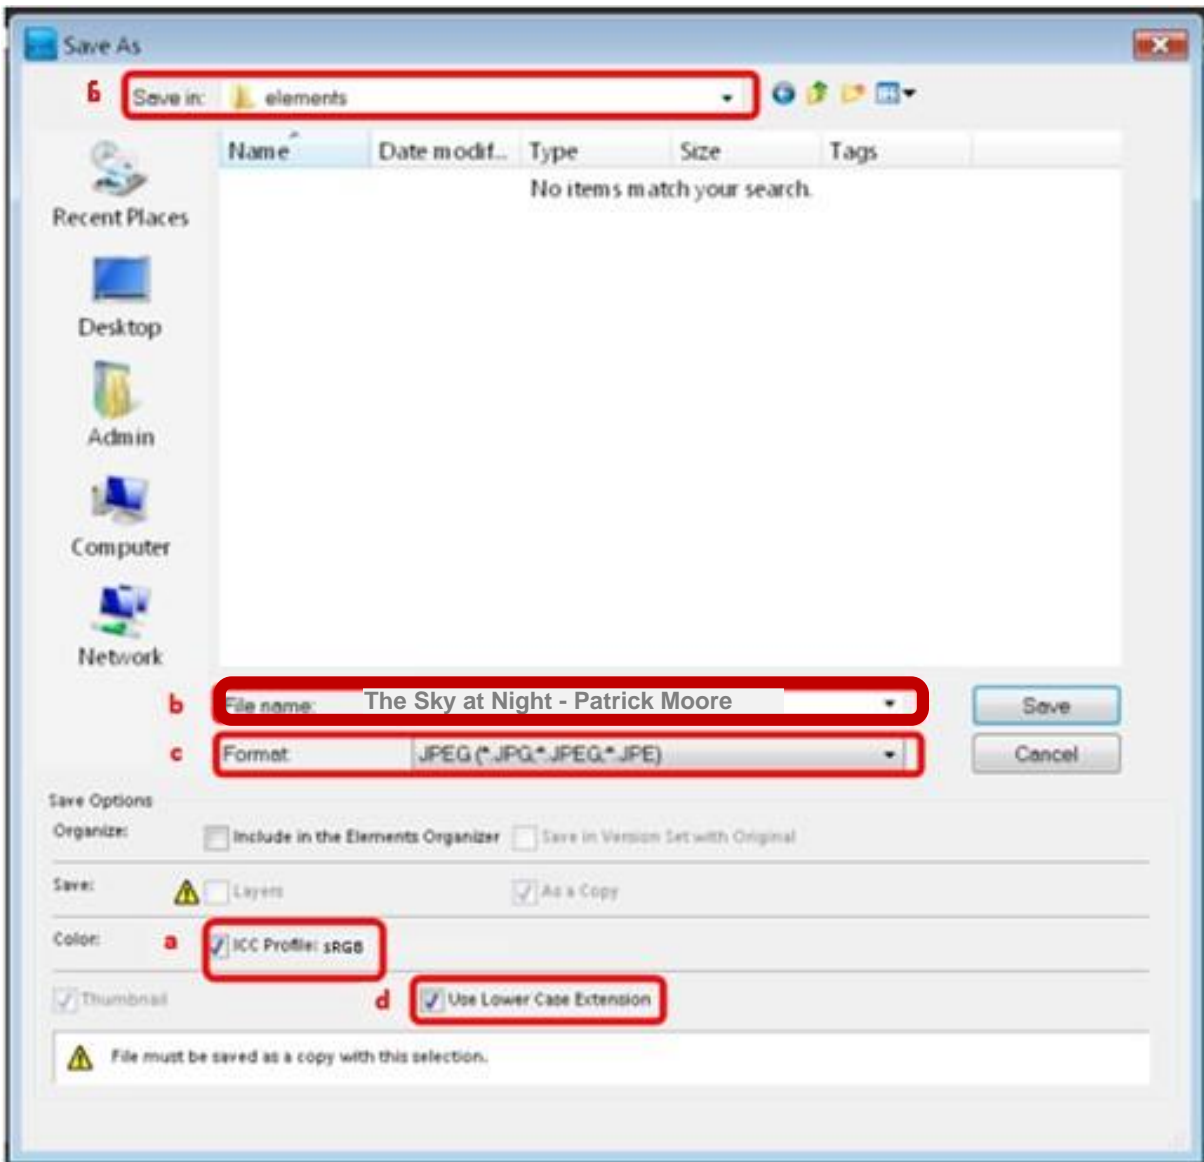 Save As
6 Save in: elements
Name Date modif... Type Size Tags
No items match your search.
Recent Places
Desktop
Admin
Computer
Network
b File name: The Sky at Night - Patrick Moore Save
c Format: JPEG (*.JPG;*.JPEG;*.JPE) Cancel
Save Options
Organize: Include in the Elements Organizer Save in Version Set with Original
Save: Layers As a Copy
Color: a ICC Profile: sRGB
Thumbnail d Use Lower Case Extension
File must be saved as a copy with this selection.